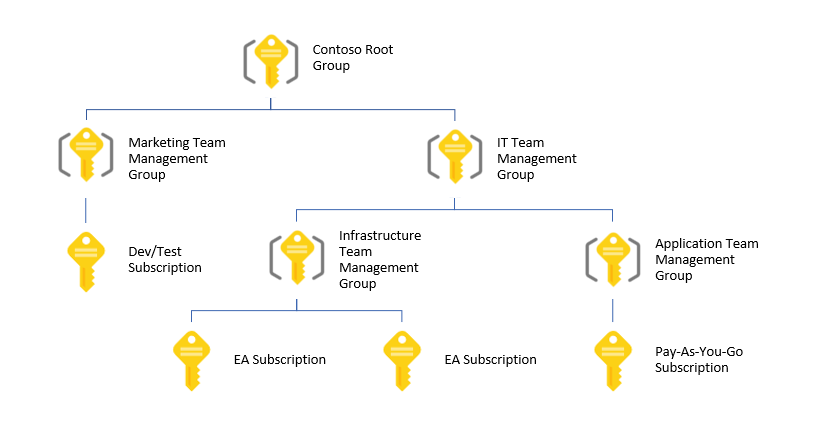 Contoso Root
Group
Marketing Team
Management
Group
IT Team
Management
Group
Dev/Test
Subscription
Infrastructure
Team
Management
Group
Application Team
Management
Group
EA Subscription
EA Subscription
Pay-As-You-Go
Subscription